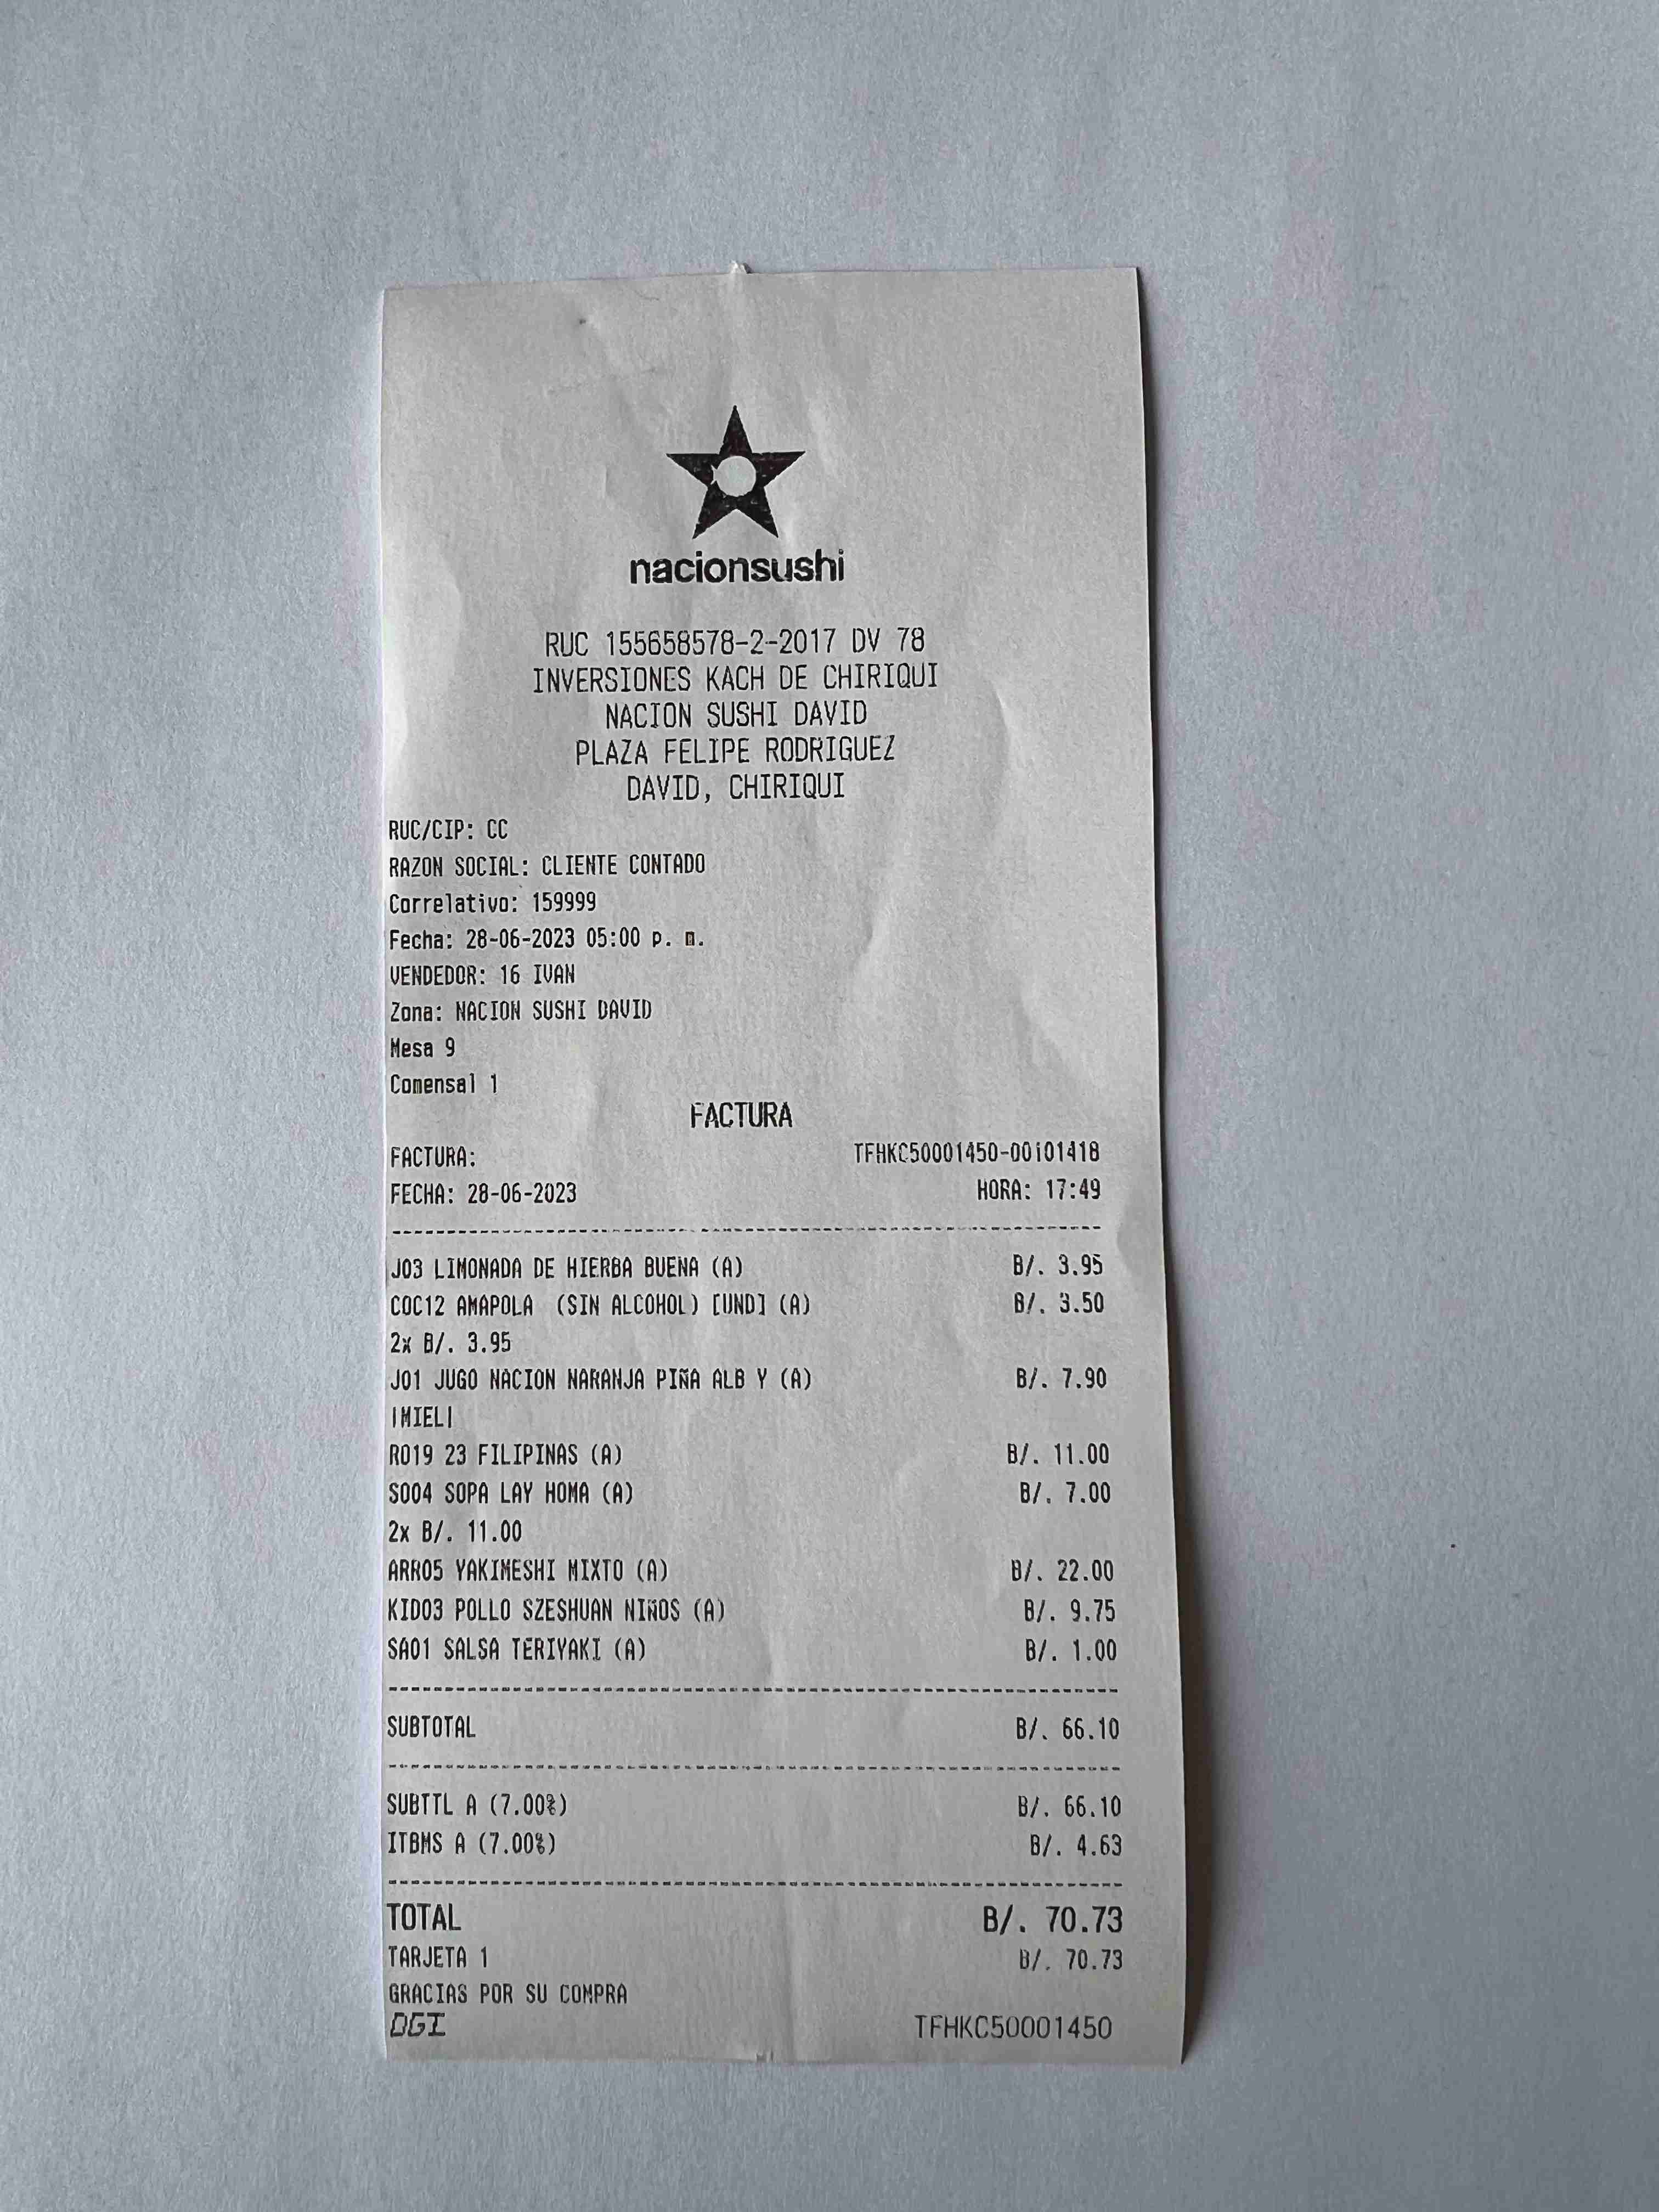 nacionsushi
RUC 155658578-2-2017 DV 78
INVERSIONES KACH DE CHIRIQUI
NACION SUSHI DAVID
PLAZA FELIPE RODRIGUEZ
DAVID, CHIRIQUI
RUC/CIP: CC
RAZON SOCIAL: CLIENTE CONTADO
Correlativo: 159999
Fecha: 28-06-2023 05:00 p.
VENDEDOR: 16 IVAN
Zona: NACION SUSHI DAVID
Mesa 9
Comensal 1
FACTURA
FACTURA: TFHKC50001450-00101418
FECHA: 28-06-2023 HORA: 17:49
J03 LIMONADA DE HIERBA BUENA (A) B/. 3.95
COC12 AMAPOLA (SIN ALCOHOL) [UND] (A) B/. 3.50
2x B/. 3.95
J01 JUGO NACION NARANJA PIÑA ALB Y (A) B/. 7.90
|MIEL|
RO19 23 FILIPINAS (A) B/. 11.00
SO04 SOPA LAY HOMA (A) B/. 7.00
2x B/. 11.00
ARR05 YAKIMESHI MIXTO (A) B/. 22.00
KID03 POLLO SZESHUAN NIÑOS (A) B/. 9.75
SA01 SALSA TERIYAKI (A) B/. 1.00
SUBTOTAL B/. 66.10
SUBTTL A (7.00%) B/. 66.10
ITBMS A (7.00%) B/. 4.63
TOTAL B/. 70.73
TARJETA 1 B/. 70.73
GRACIAS POR SU COMPRA
DGI TFHKC50001450